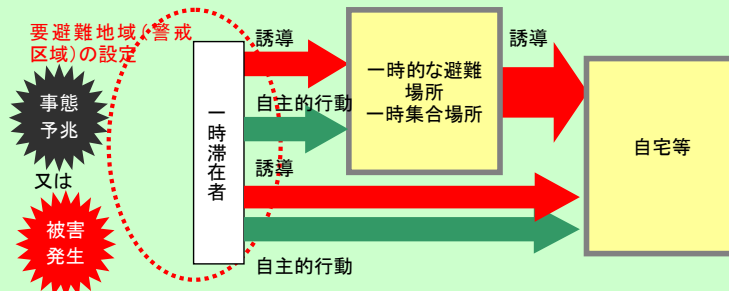 要避難地域(警戒
区域)の設定
事態
予兆
又は
被害
発生
一時滞在者
誘導
自主的行動
誘導
自主的行動
一時的な避難
場所
一時集合場所
誘導
自宅等